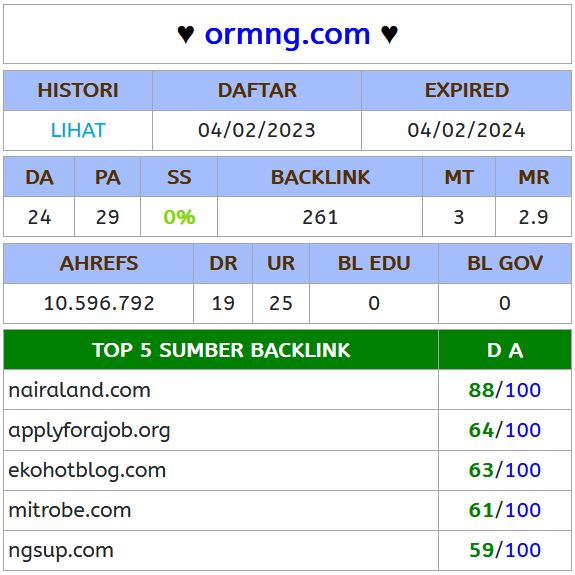 ♥ ormng.com ♥
HISTORI DAFTAR EXPIRED
LIHAT 04/02/2023 04/02/2024
DA PA SS BACKLINK MT MR
24 29 0% 261 3 2.9
AHREFS DR UR BL EDU BL GOV
10.596.792 19 25 0 0
TOP 5 SUMBER BACKLINK D A
nairaland.com 88/100
applyforajob.org 64/100
ekohotblog.com 63/100
mitrobe.com 61/100
ngsup.com 59/100